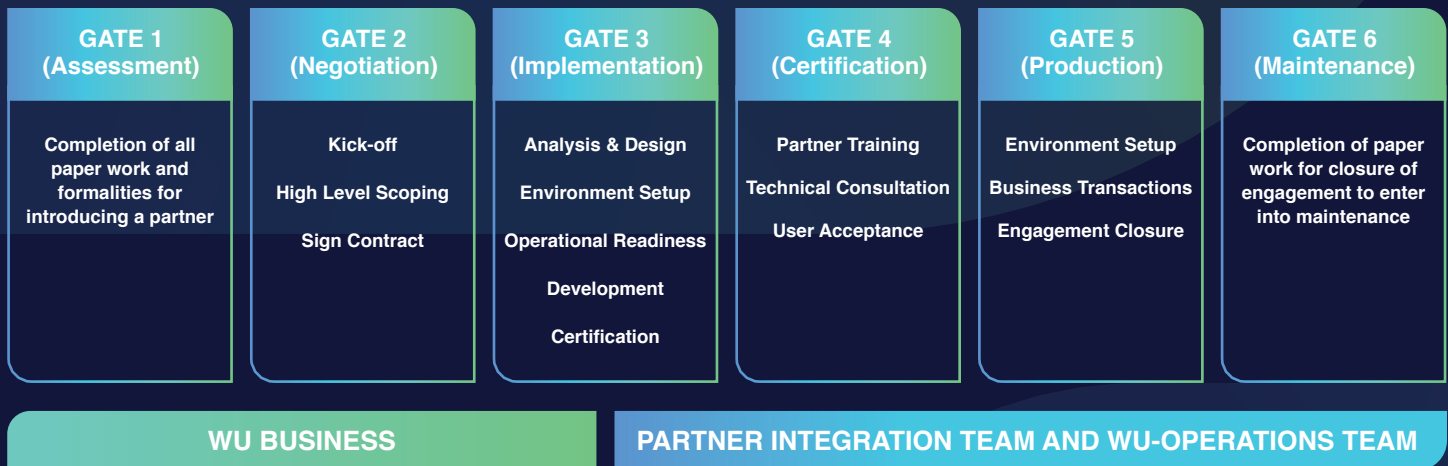 GATE 1
(Assessment)
Completion of all
paper work and
formalities for
introducing a partner
GATE 2
(Negotiation)
Kick-off
High Level Scoping
Sign Contract
GATE 3
(Implementation)
Analysis & Design
Environment Setup
Operational Readiness
Development
Certification
GATE 4
(Certification)
Partner Training
Technical Consultation
User Acceptance
GATE 5
(Production)
Environment Setup
Business Transactions
Engagement Closure
GATE 6
(Maintenance)
Completion of paper
work for closure of
engagement to enter
into maintenance
WU BUSINESS
PARTNER INTEGRATION TEAM AND WU-OPERATIONS TEAM